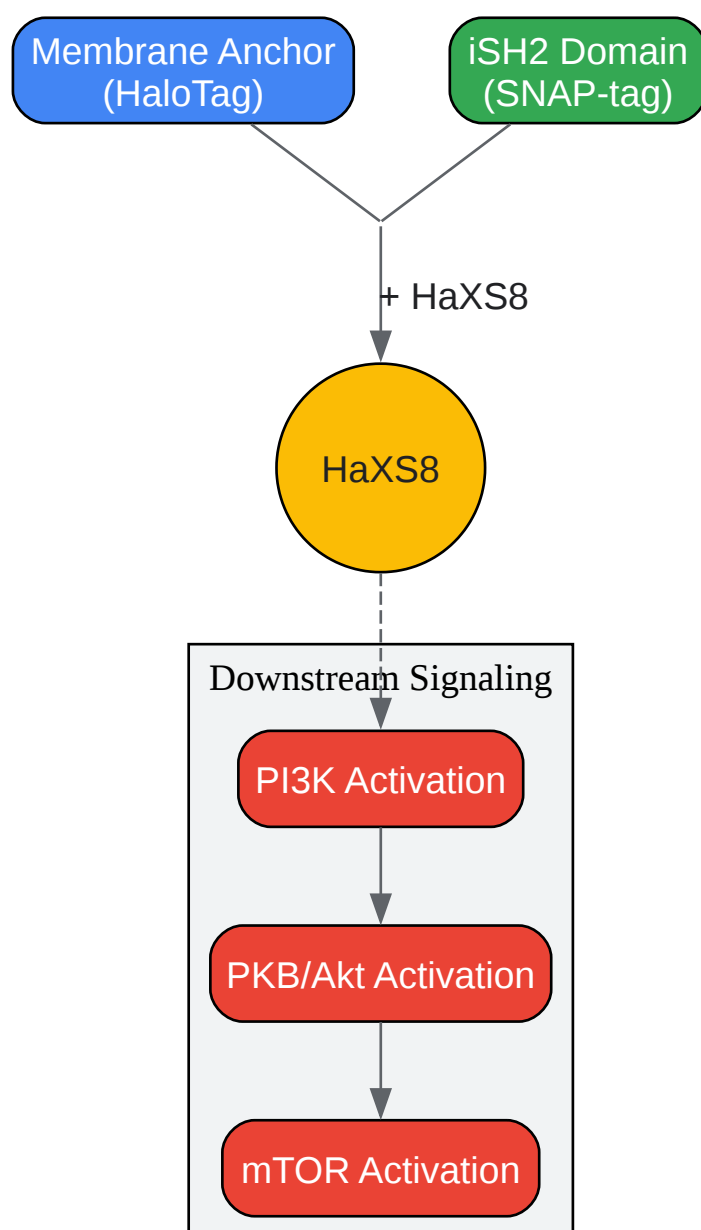 Membrane Anchor
(HaloTag)
iSH2 Domain
(SNAP-tag)
+ HaXS8
HaXS8
Downstream Signaling
PI3K Activation
PKB/Akt Activation
mTOR Activation